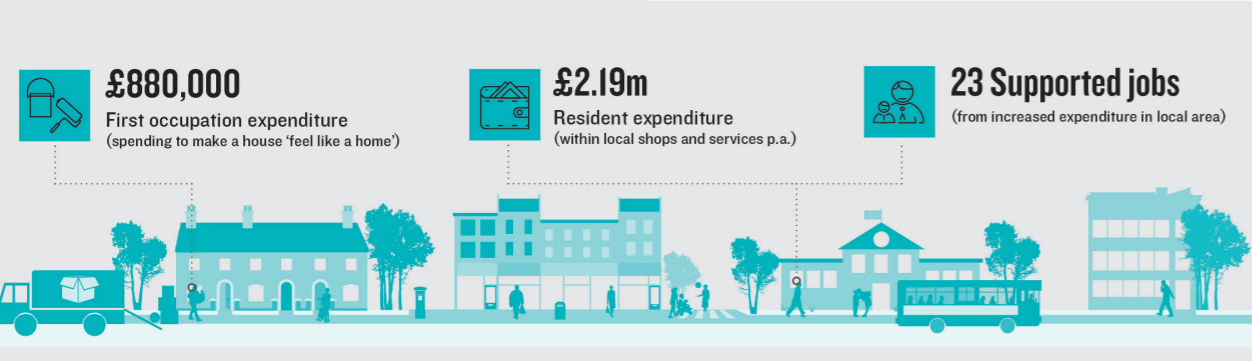 £880,000
First occupation expenditure
(spending to make a house ‘feel like a home’)
£2.19m
Resident expenditure
(within local shops and services p.a.)
23 Supported jobs
(from increased expenditure in local area)